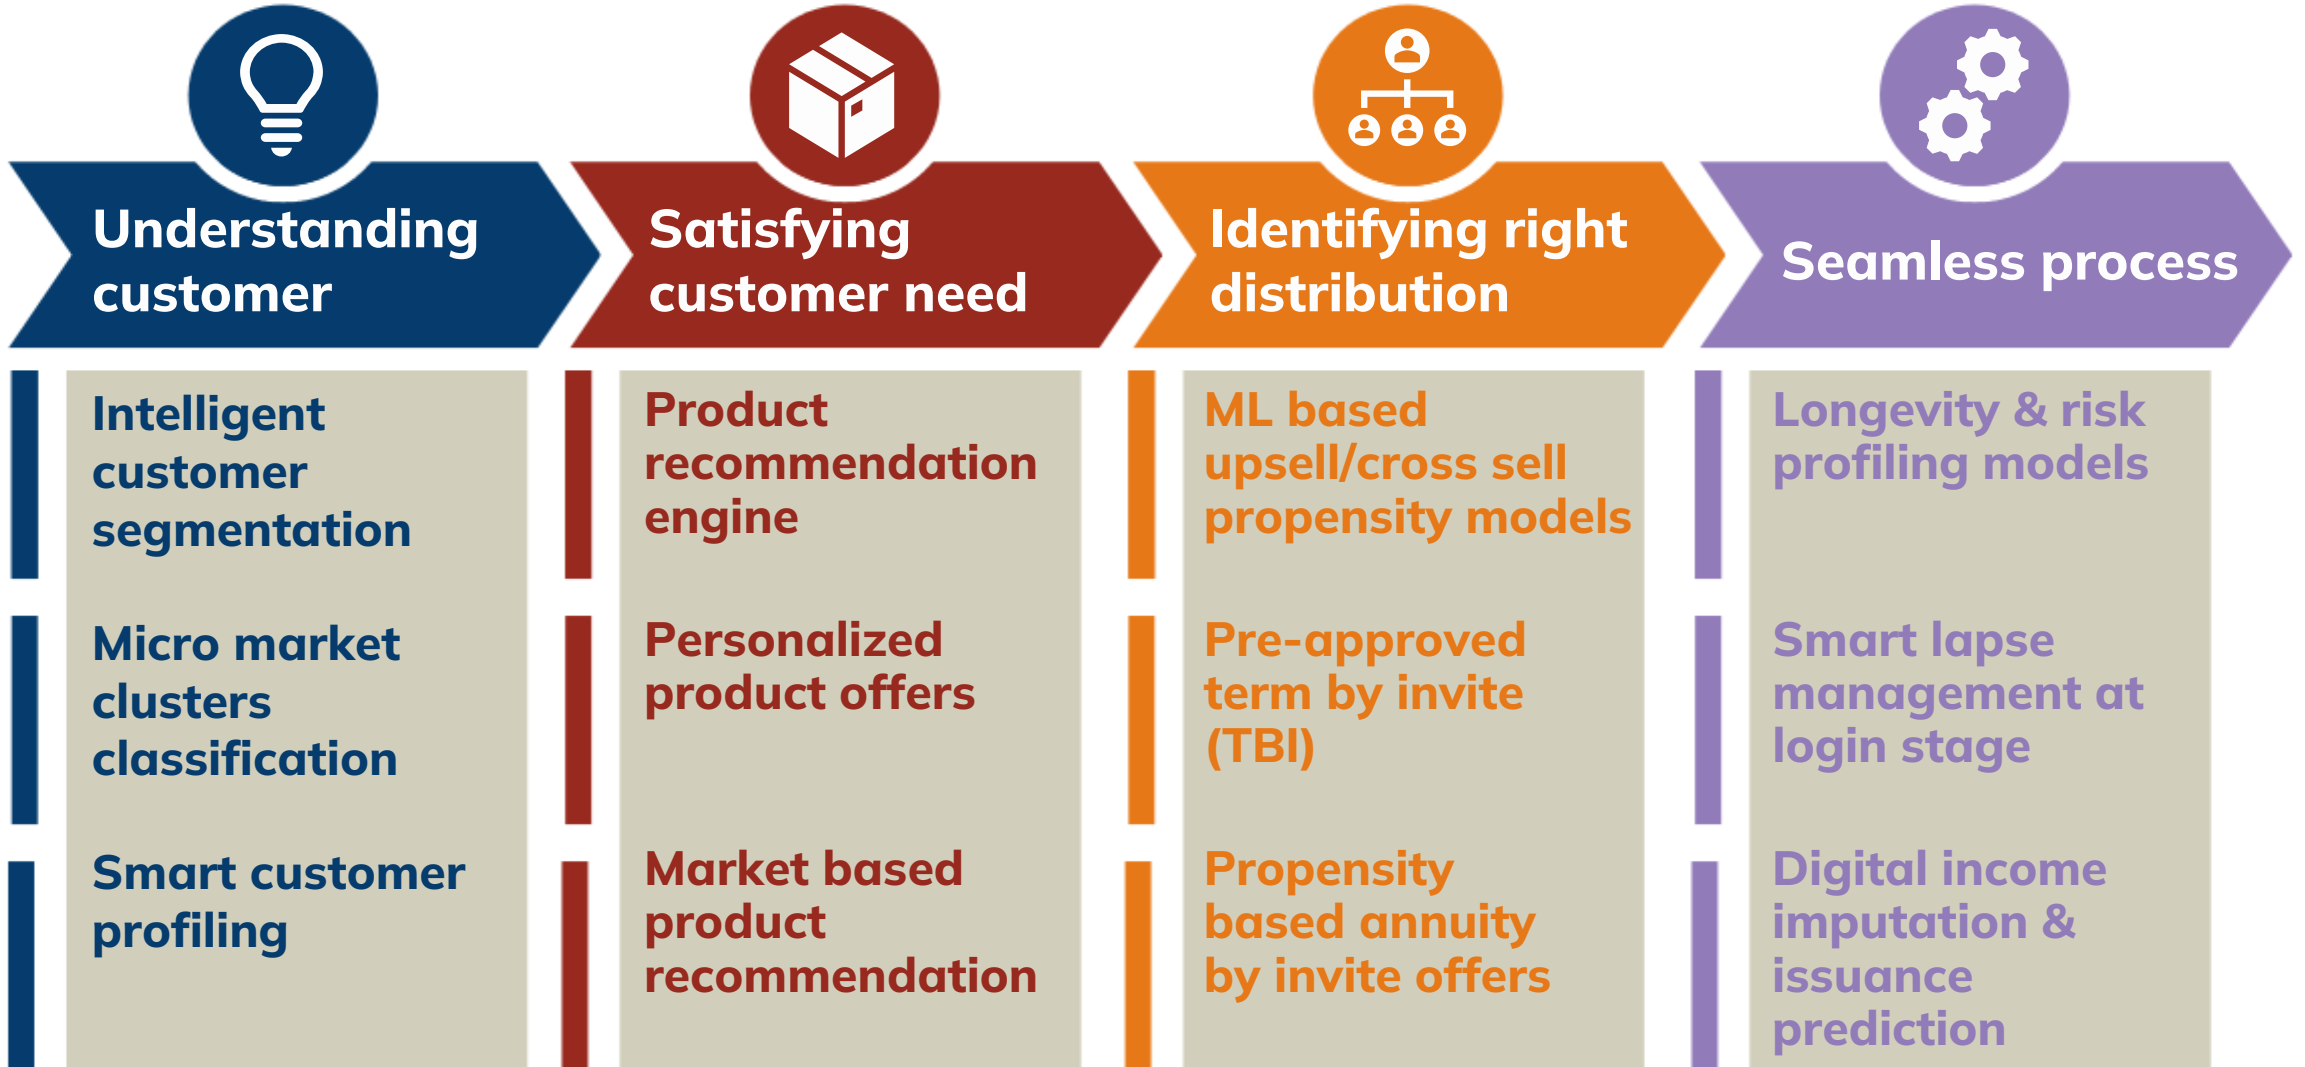 Understanding
customer
Intelligent
customer
segmentation
Micro market
clusters
classification
Smart customer
profiling
Satisfying
customer need
Product
recommendation
engine
Personalized
product offers
Market based
product
recommendation
Identifying right
distribution
ML based
upsell/cross sell
propensity models
Pre-approved
term by invite
(TBI)
Propensity
based annuity
by invite offers
Seamless process
Longevity & risk
profiling models
Smart lapse
management at
login stage
Digital income
imputation &
issuance
prediction